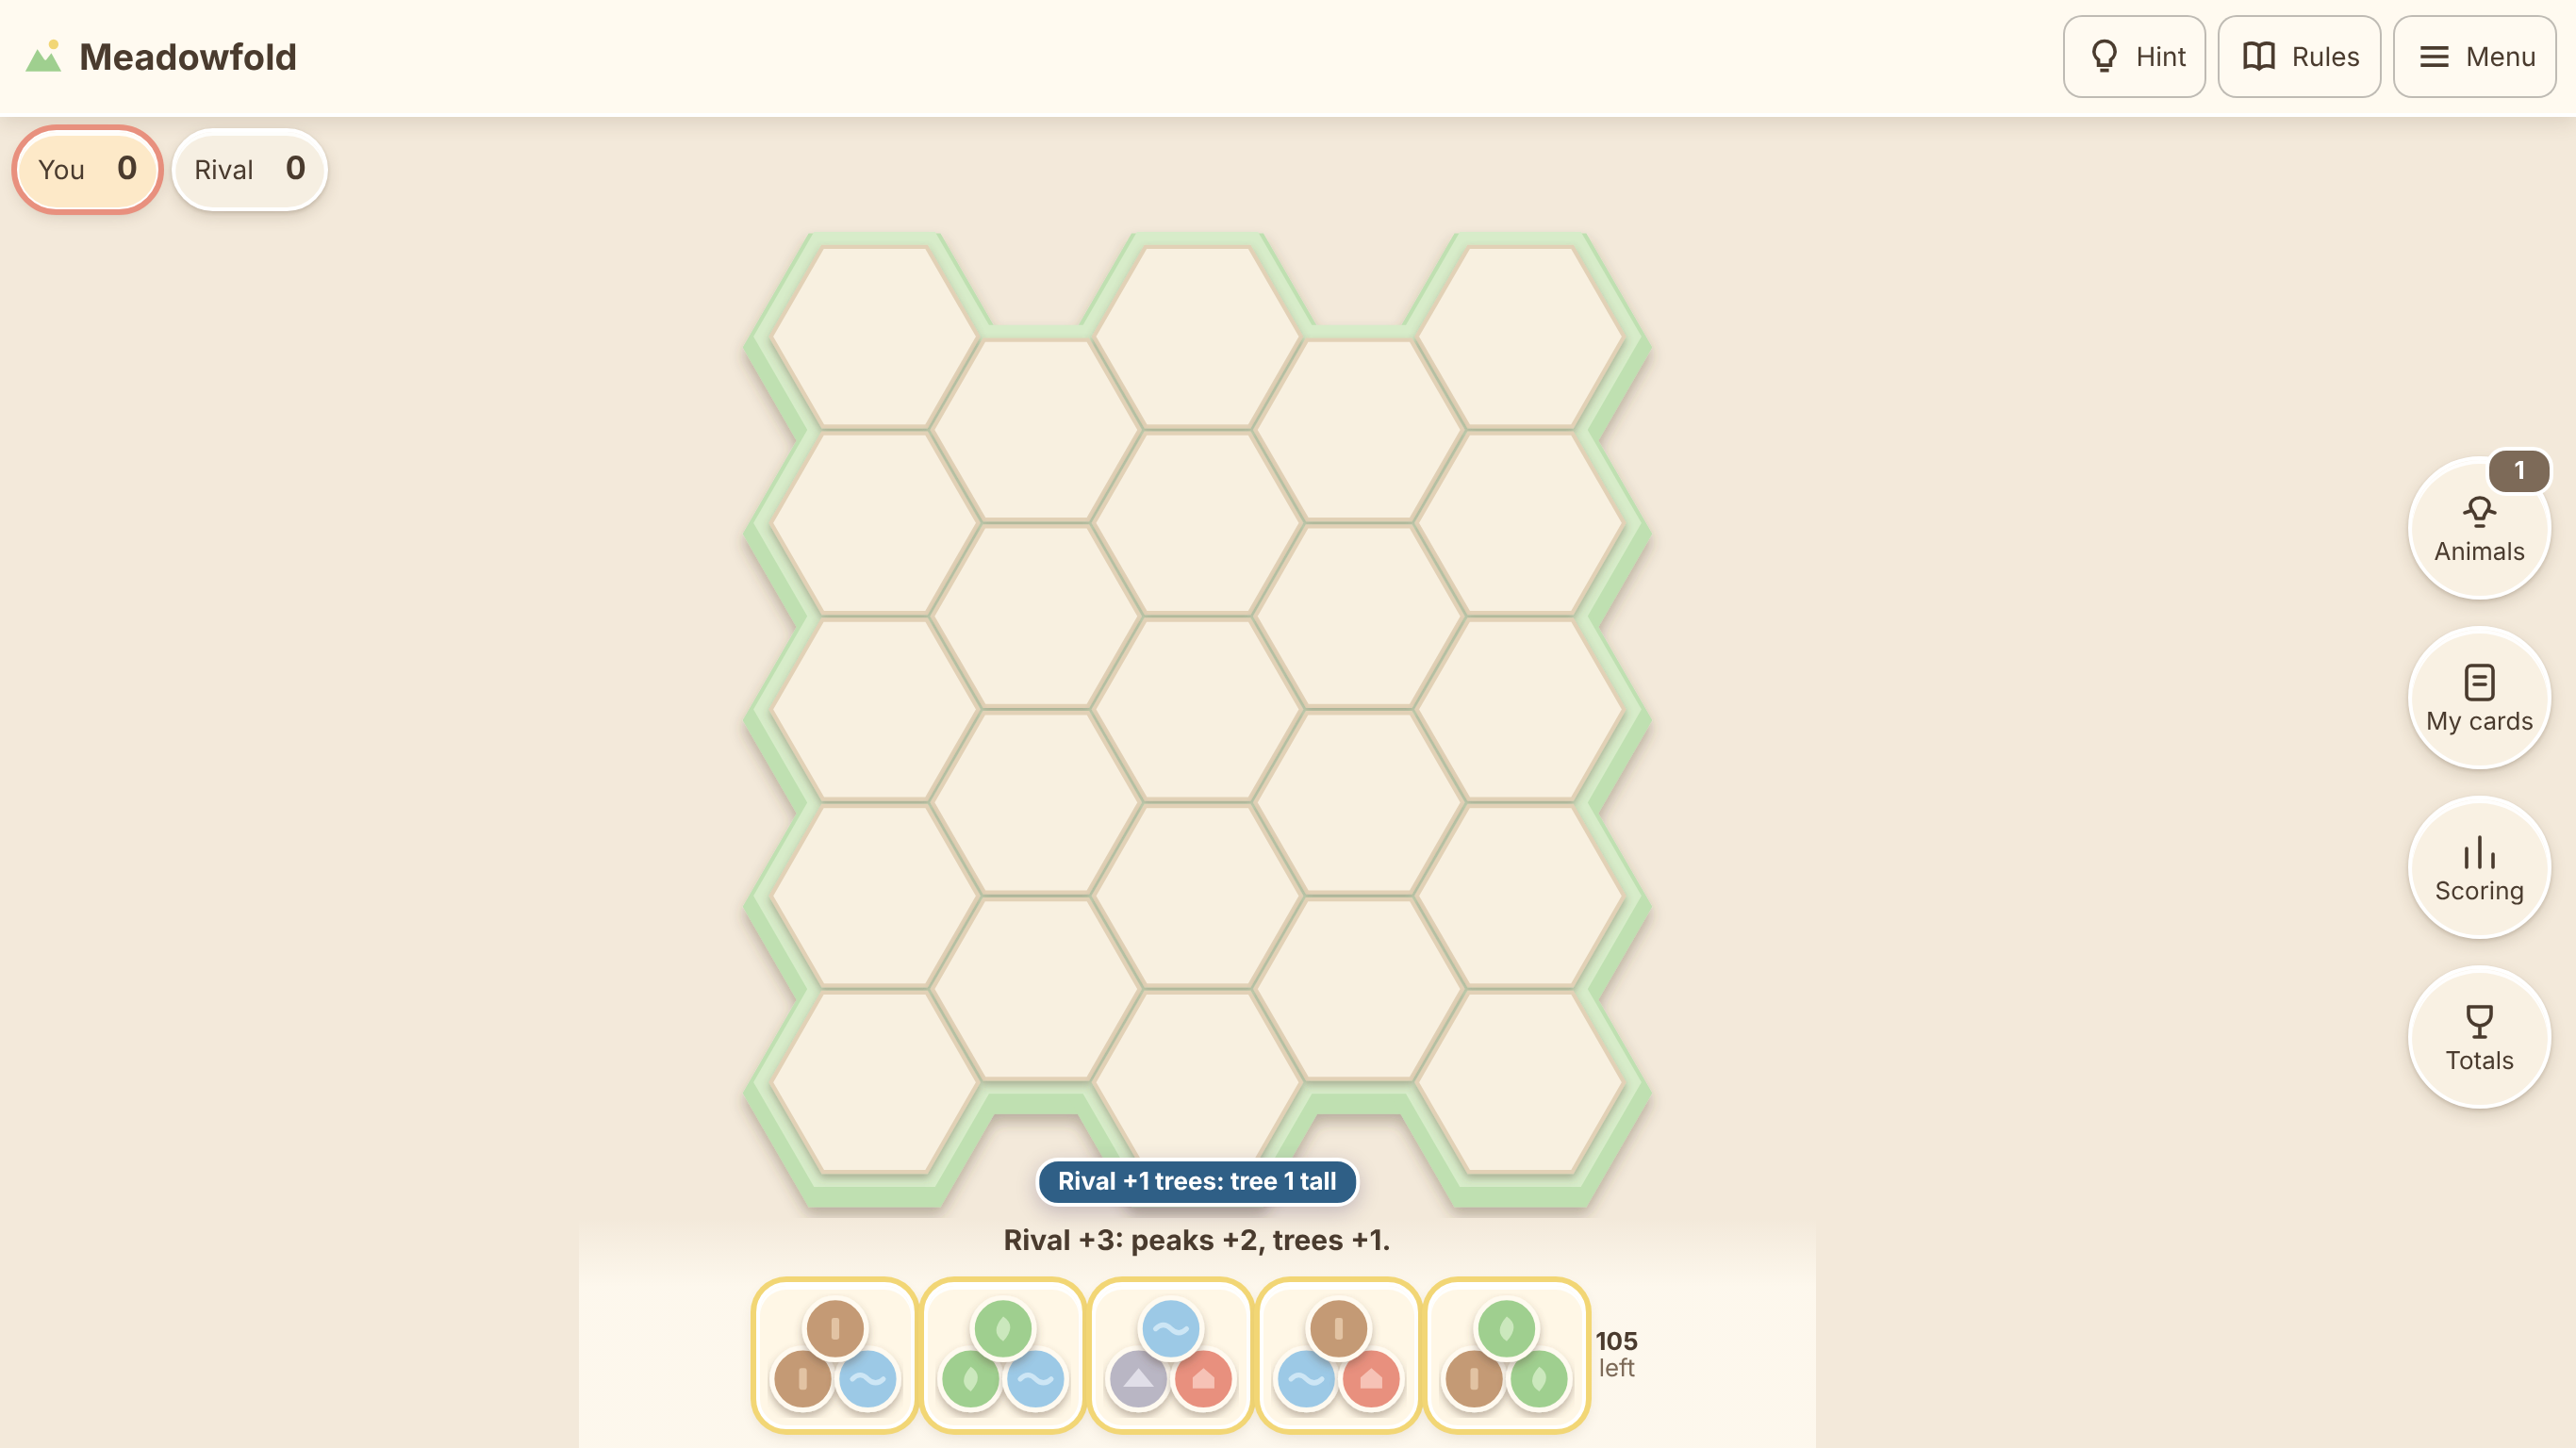 Meadowfold
Hint
Rules
Menu
You 0
Rival 0
1
Animals
My cards
Scoring
Totals
Rival +1 trees: tree 1 tall
Rival +3: peaks +2, trees +1.
105
left